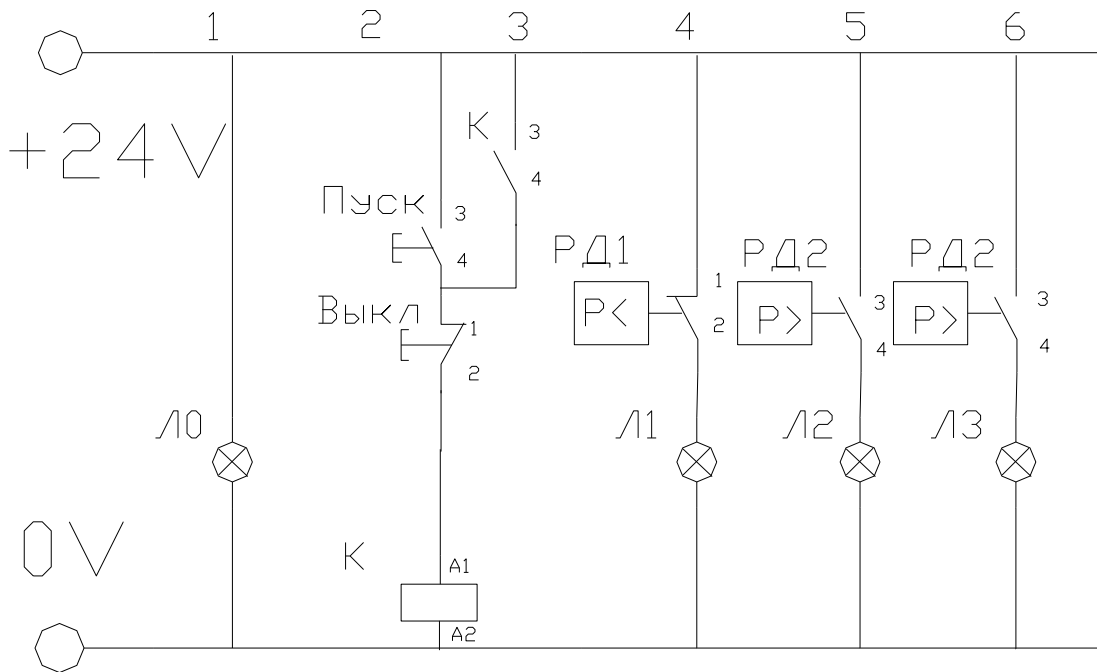 1 2 3 4 5 6
+24V
К 3
4
Пуск 3
4
РД1 РД2 РД2
1
P< 2
P> 3
4
P> 3
4
Выкл 1
2
Л0 Л1 Л2 Л3
0V
К A1
A2